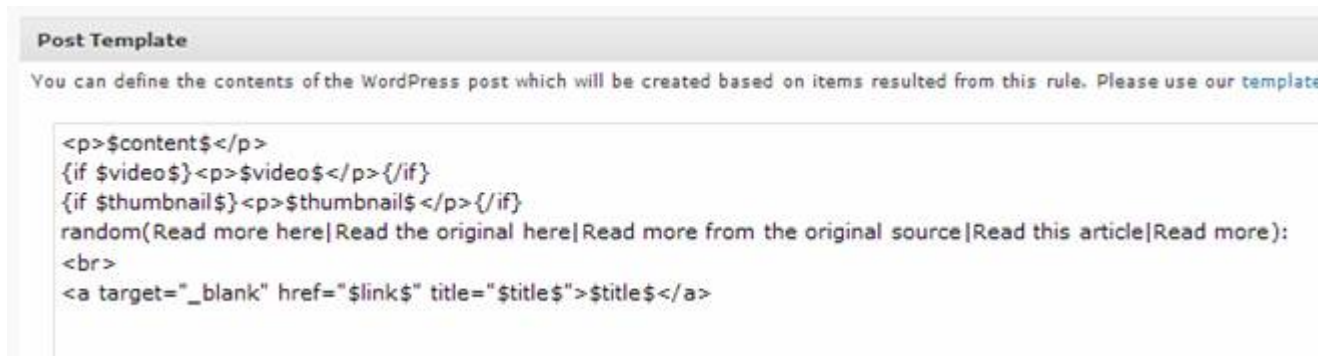 Post Template
You can define the contents of the WordPress post which will be created based on items resulted from this rule. Please use our template
<p>$content$</p>
{if $video$}<p>$video$</p>{/if}
{if $thumbnail$}<p>$thumbnail$</p>{/if}
random(Read more here|Read the original here|Read more from the original source|Read this article|Read more):
<br>
<a target="_blank" href="$link$" title="$title$">$title$</a>